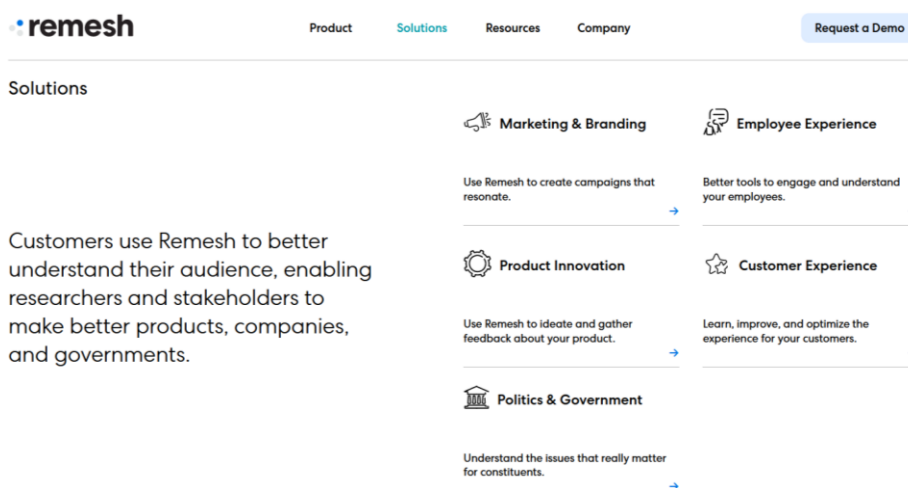 remesh
Product
Solutions
Resources
Company
Request a Demo
Solutions
Customers use Remesh to better
understand their audience, enabling
researchers and stakeholders to
make better products, companies,
and governments.
Marketing & Branding
Use Remesh to create campaigns that
resonate.
Employee Experience
Better tools to engage and understand
your employees.
Product Innovation
Use Remesh to ideate and gather
feedback about your product.
Customer Experience
Learn, improve, and optimize the
experience for your customers.
Politics & Government
Understand the issues that really matter
for constituents.